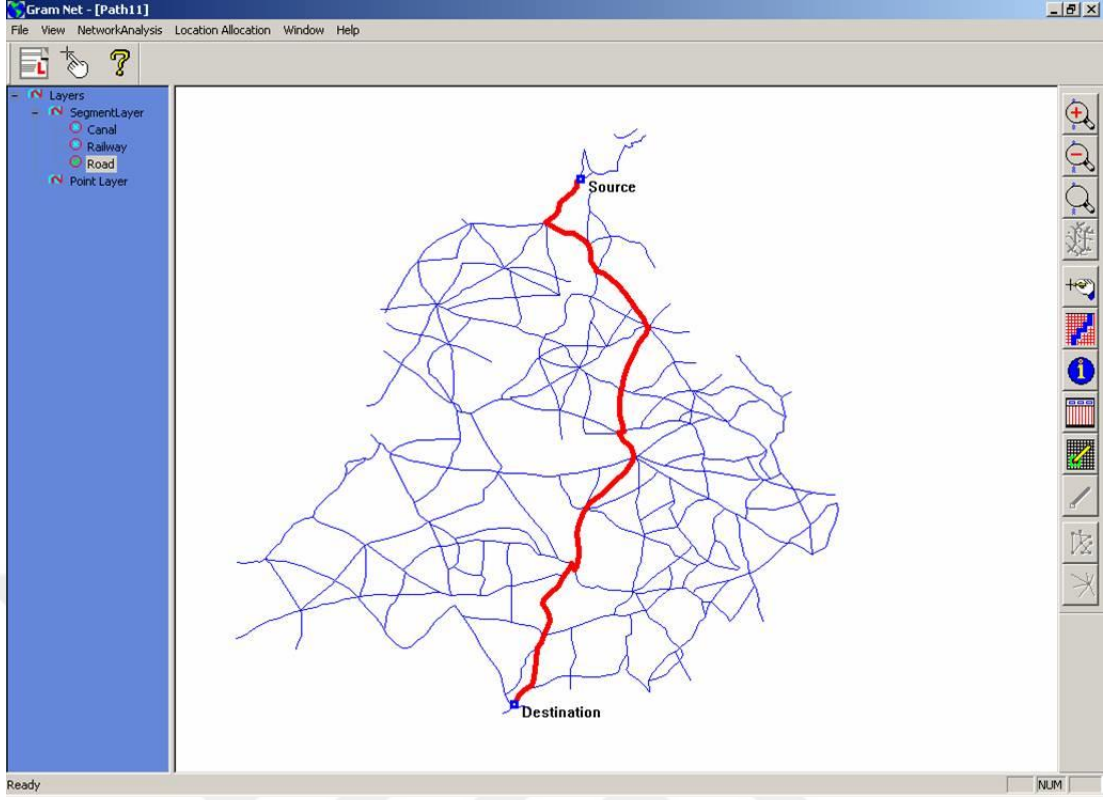 Gram Net - [Path11]
File View NetworkAnalysis Location Allocation Window Help
L
?
Layers
SegmentLayer
Canal
Railway
Road
Point Layer
Source
Destination
i
Ready
NUM